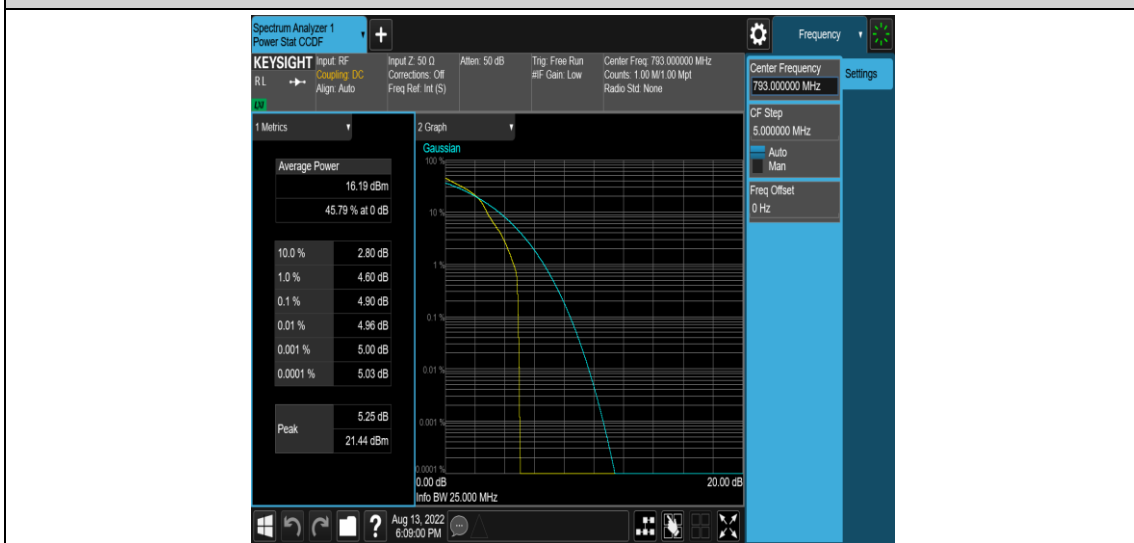 Spectrum Analyzer 1
Power Stat CCDF
+
Frequency
KEYSIGHT
RL
LXI
Input: RF
Coupling: DC
Align: Auto
Input Z: 50 Ω
Corrections: Off
Freq Ref: Int (S)
Atten: 50 dB
Trig: Free Run
#IF Gain: Low
Center Freq: 793.000000 MHz
Counts: 1.00 M/1.00 Mpt
Radio Std: None
Center Frequency
793.000000 MHz
Settings
CF Step
5.000000 MHz
Auto
Man
Freq Offset
0 Hz
1 Metrics
Average Power
16.19 dBm
45.79 % at 0 dB
10.0 % 2.80 dB
1.0 % 4.60 dB
0.1 % 4.90 dB
0.01 % 4.96 dB
0.001 % 5.00 dB
0.0001 % 5.03 dB
Peak
5.25 dB
21.44 dBm
2 Graph
Gaussian
100 %
10 %
1 %
0.1 %
0.01 %
0.001 %
0.0001 %
0.00 dB 20.00 dB
Info BW 25.000 MHz
?
Aug 13, 2022
6:09:00 PM